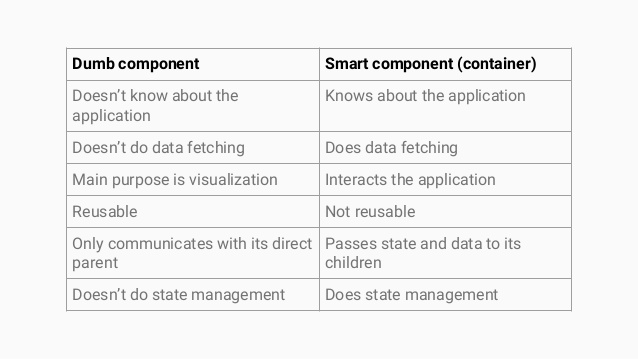 Dumb component
Smart component (container)
Doesn’t know about the
application
Knows about the application
Doesn’t do data fetching
Does data fetching
Main purpose is visualization
Interacts the application
Reusable
Not reusable
Only communicates with its direct
parent
Passes state and data to its
children
Doesn’t do state management
Does state management